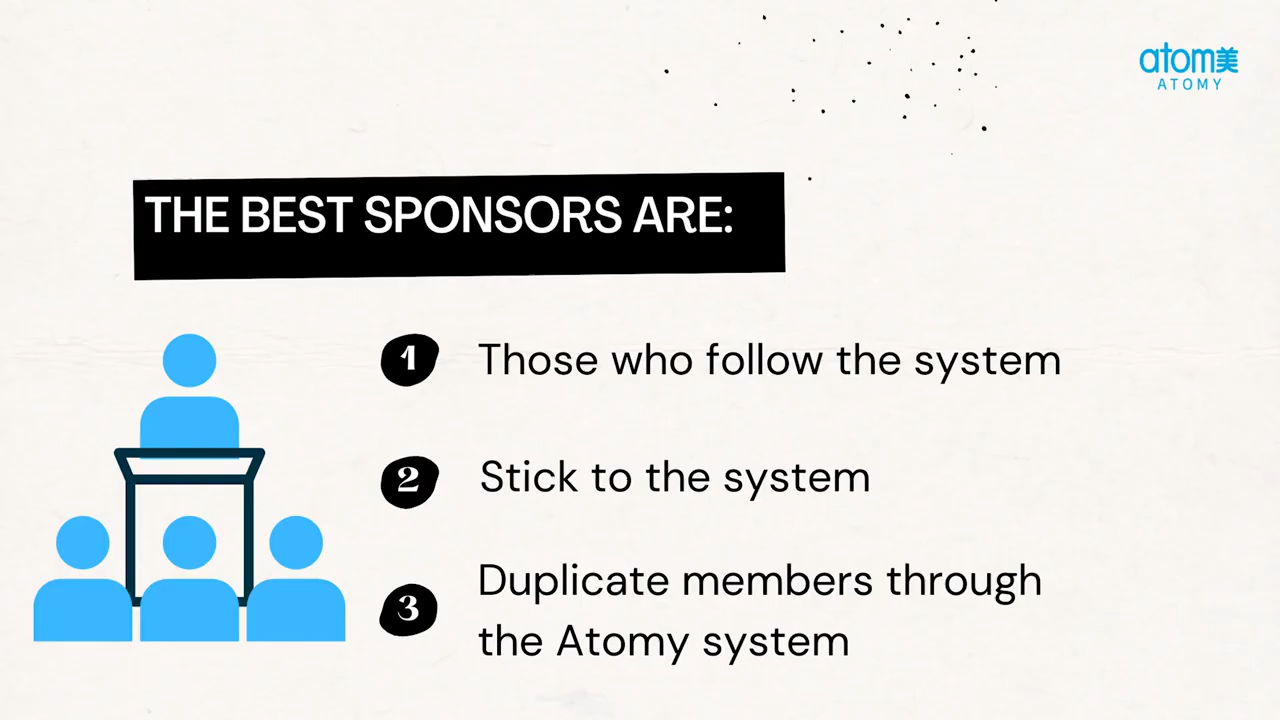 atom美
ATOMY
THE BEST SPONSORS ARE:
1 Those who follow the system
2 Stick to the system
3 Duplicate members through
the Atomy system